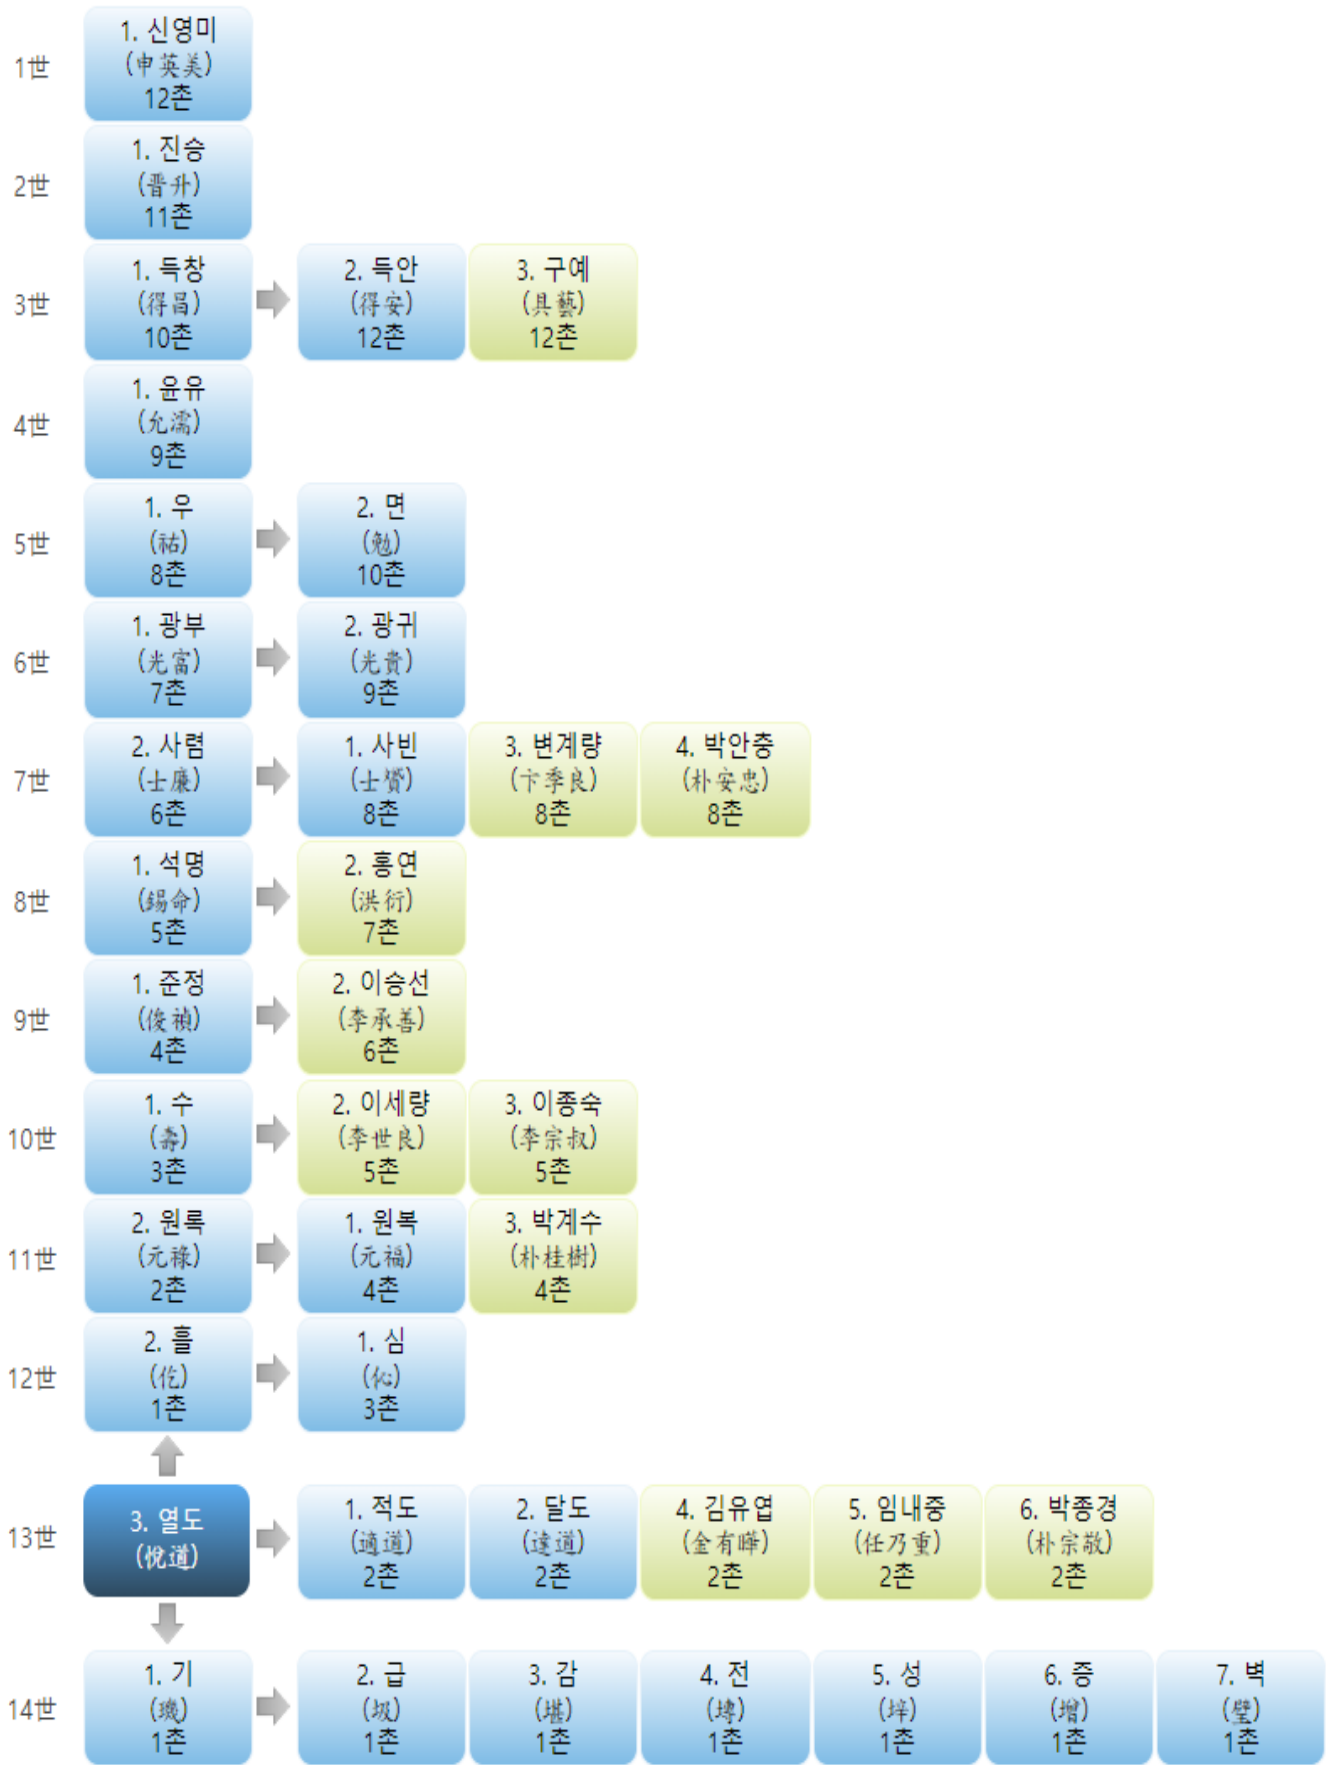 1世
1. 신영미
(申英美)
12촌
2世
1. 진승
(晋升)
11촌
3世
1. 득창
(得昌)
10촌
2. 득안
(得安)
12촌
3. 구예
(具藝)
12촌
4世
1. 윤유
(允濡)
9촌
5世
1. 우
(祐)
8촌
2. 면
(勉)
10촌
6世
1. 광부
(光富)
7촌
2. 광귀
(光貴)
9촌
7世
2. 사렴
(士廉)
6촌
1. 사빈
(士贇)
8촌
3. 변계량
(卞季良)
8촌
4. 박안충
(朴安忠)
8촌
8世
1. 석명
(錫命)
5촌
2. 홍연
(洪衍)
7촌
9世
1. 준정
(俊禎)
4촌
2. 이승선
(李承善)
6촌
10世
1. 수
(壽)
3촌
2. 이세량
(李世良)
5촌
3. 이종숙
(李宗叔)
5촌
11世
2. 원록
(元祿)
2촌
1. 원복
(元福)
4촌
3. 박계수
(朴桂樹)
4촌
12世
2. 흘
(仡)
1촌
1. 심
(伈)
3촌
13世
3. 열도
(悅道)
1. 적도
(適道)
2촌
2. 달도
(達道)
2촌
4. 김유엽
(金有曄)
2촌
5. 임내중
(任乃重)
2촌
6. 박종경
(朴宗敬)
2촌
14世
1. 기
(璣)
1촌
2. 급
(圾)
1촌
3. 감
(堪)
1촌
4. 전
(塼)
1촌
5. 성
(垶)
1촌
6. 증
(增)
1촌
7. 벽
(壁)
1촌